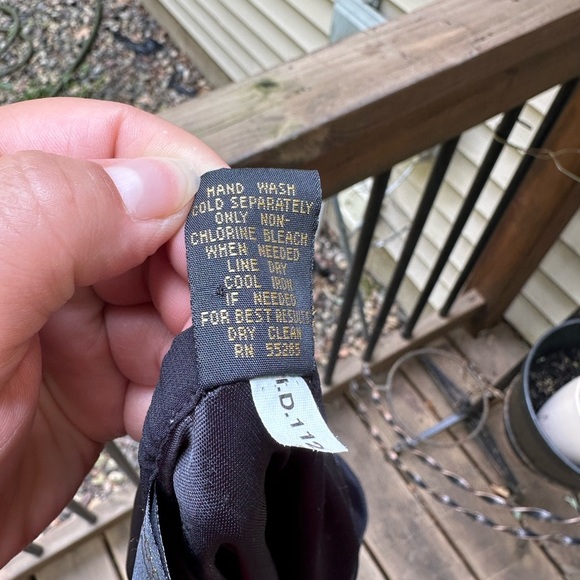 HAND WASH
COLD SEPARATELY
ONLY NON-
CHLORINE BLEACH
WHEN NEEDED
LINE DRY
COOL IRON
IF NEEDED
FOR BEST RESULTS
DRY CLEAN
RN 55285
T.D.112